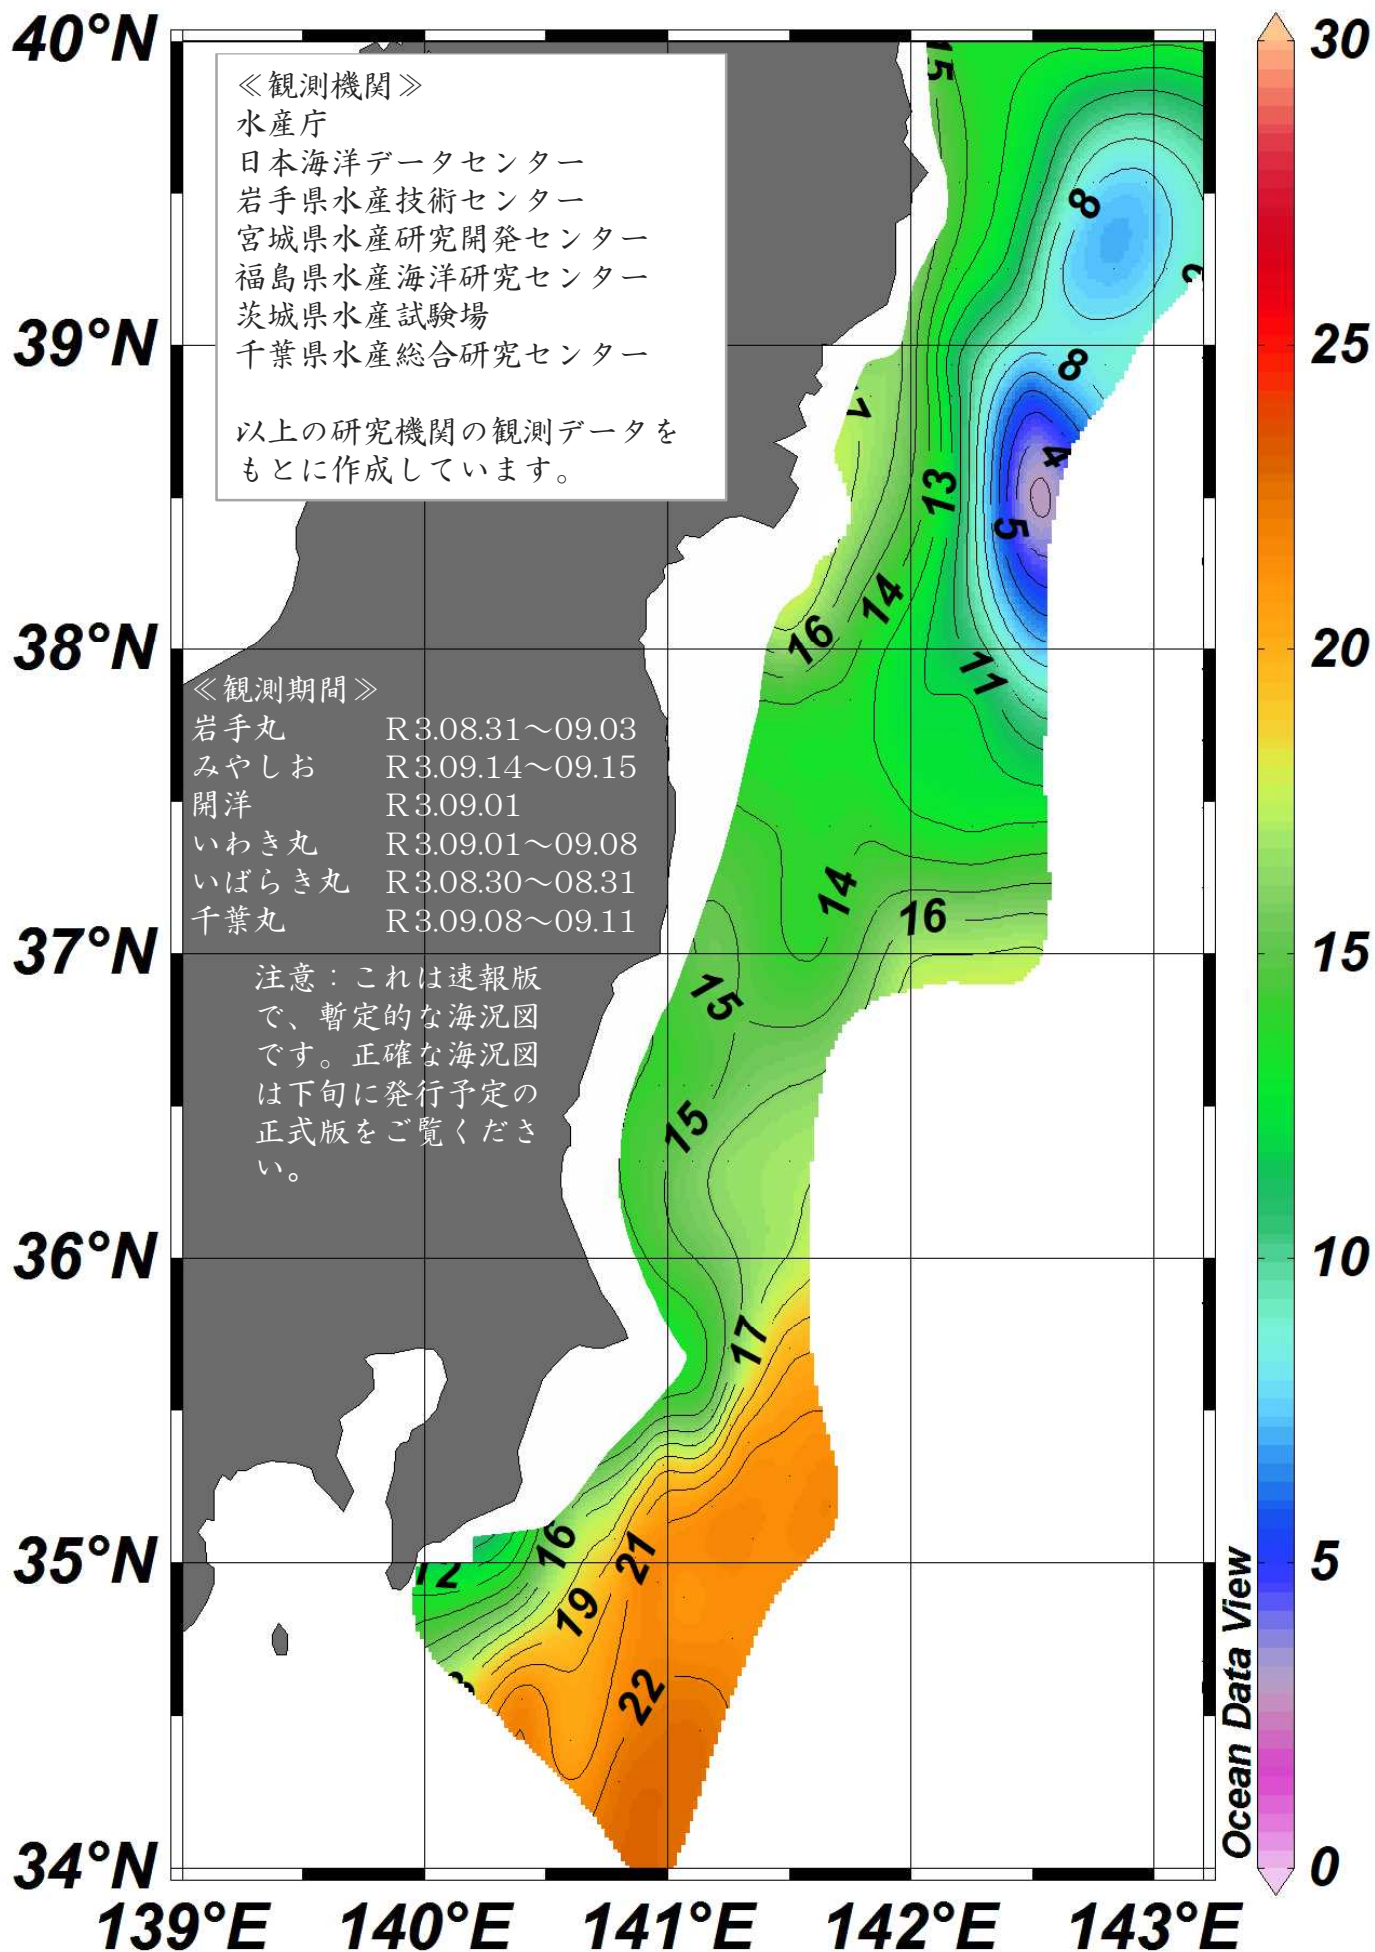 40°N
≪観測機関≫
水産庁
日本海洋データセンター
岩手県水産技術センター
宮城県水産研究開発センター
福島県水産海洋研究センター
茨城県水産試験場
千葉県水産総合研究センター
以上の研究機関の観測データを
もとに作成しています。
15
8
39°N
8
4
13
5
14
16
38°N
11
≪観測期間≫
岩手丸 R3.08.31～09.03
みやしお R3.09.14～09.15
開洋 R3.09.01
いわき丸 R3.09.01～09.08
いばらき丸 R3.08.30～08.31
千葉丸 R3.09.08～09.11
14
16
37°N
注意：これは速報版
で、暫定的な海況図
です。正確な海況図
は下旬に発行予定の
正式版をご覧くださ
い。
15
15
36°N
17
35°N
16
21
12
19
22
34°N
139°E 140°E 141°E 142°E 143°E
30
25
20
15
10
5
0
Ocean Data View